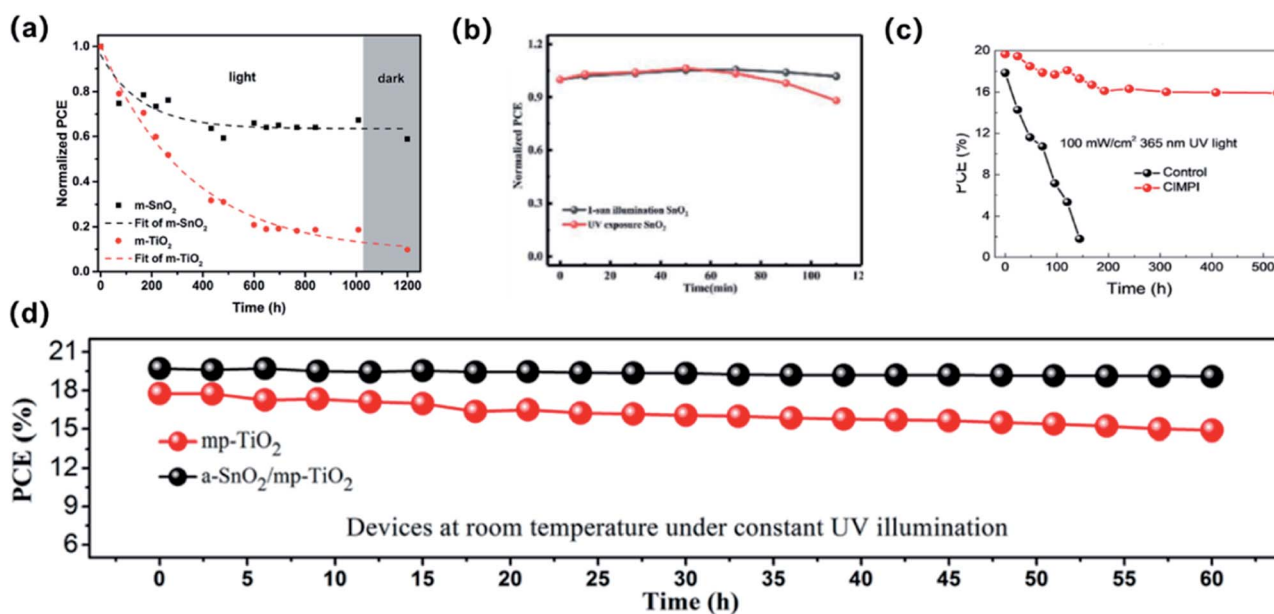 (a)
1.0
0.8
0.6
0.4
0.2
0.0
Normalized PCE
light
dark
m-SnO₂
Fit of m-SnO₂
m-TiO₂
Fit of m-TiO₂
0 200 400 600 800 1000 1200
Time (h)
(b)
1.2
0.9
0.6
0.3
0.0
Normalized PCE
1-sun illumination SnO₂
UV exposure SnO₂
0 20 40 60 80 100 12
Time(min)
(c)
20
16
12
8
4
0
PCE (%)
100 mW/cm² 365 nm UV light
Control
0 100 200 300 400 500
Time (h)
(d)
21
18
15
12
9
6
PCE (%)
mp-TiO₂
a-SnO₂/mp-TiO₂
Devices at room temperature under constant UV illumination
0 5 10 15 20 25 30 35 40 45 50 55 60
Time (h)